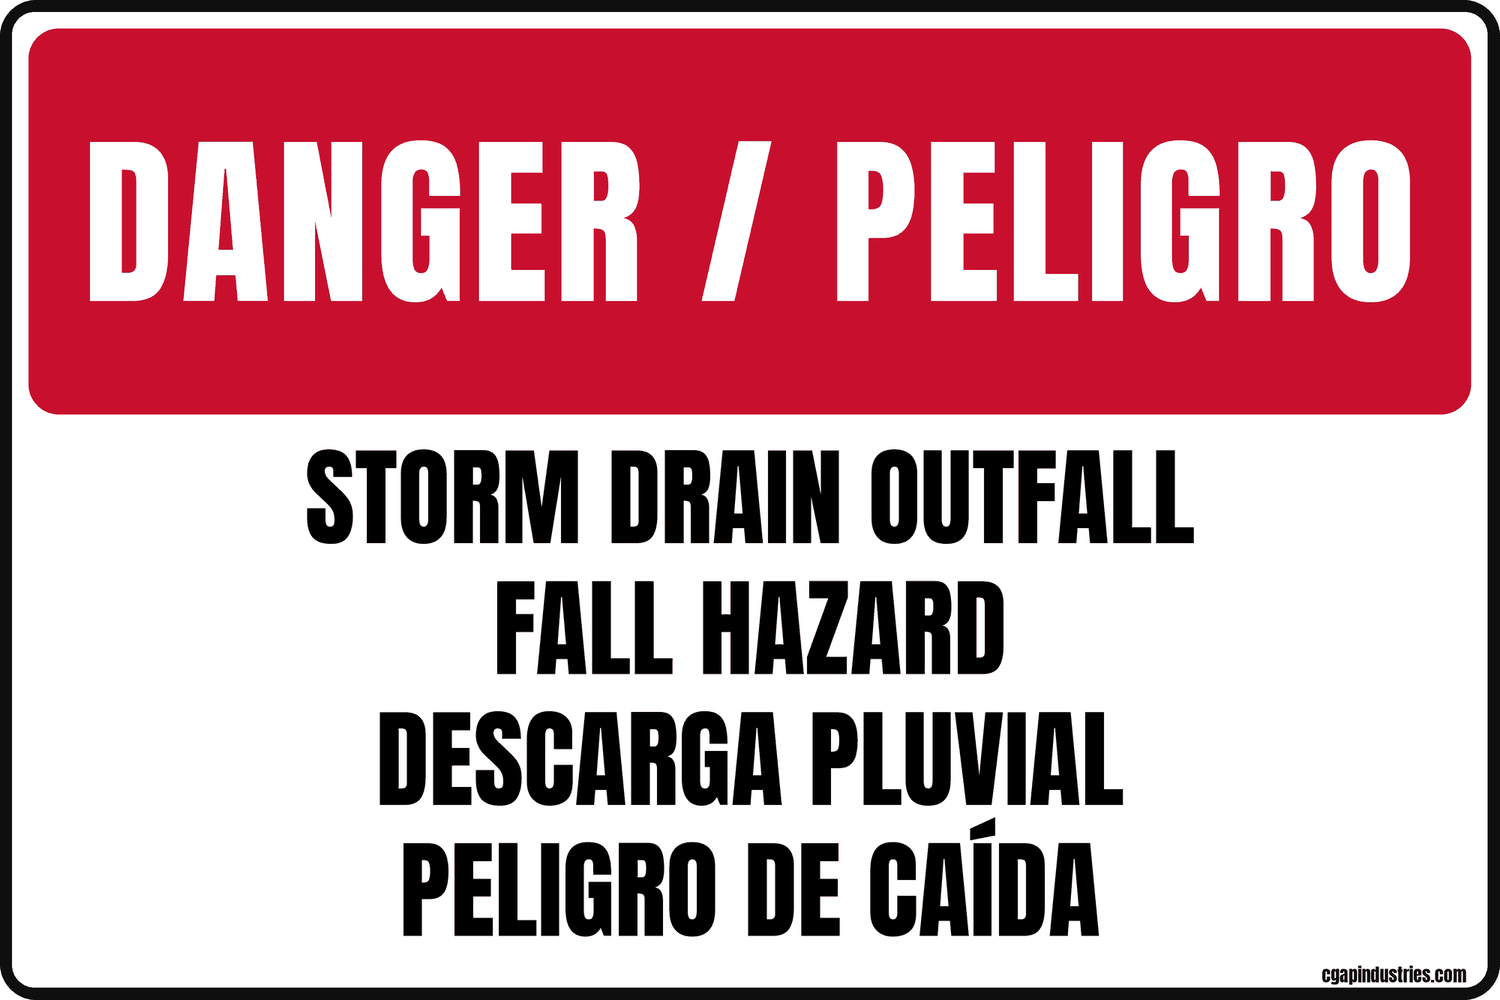 DANGER / PELIGRO
STORM DRAIN OUTFALL
FALL HAZARD
DESCARGA PLUVIAL
PELIGRO DE CAÍDA
cgapindustries.com